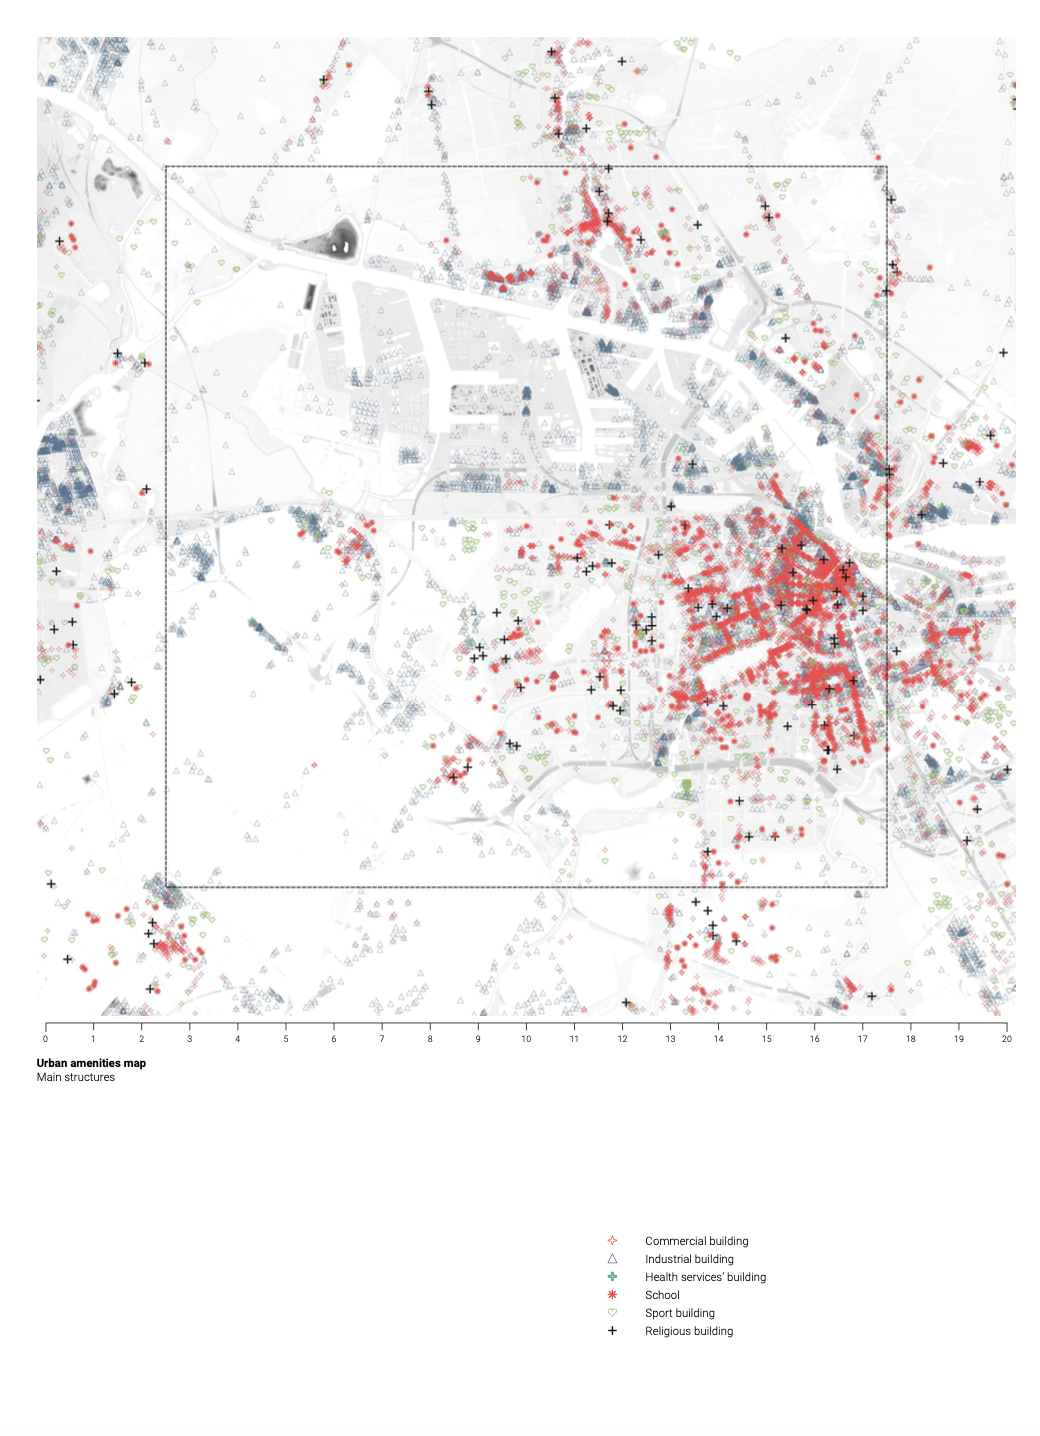 0 1 2 3 4 5 6 7 8 9 10 11 12 13 14 15 16 17 18 19 20
Urban amenities map
Main structures
Commercial building
Industrial building
Health services’ building
School
Sport building
Religious building